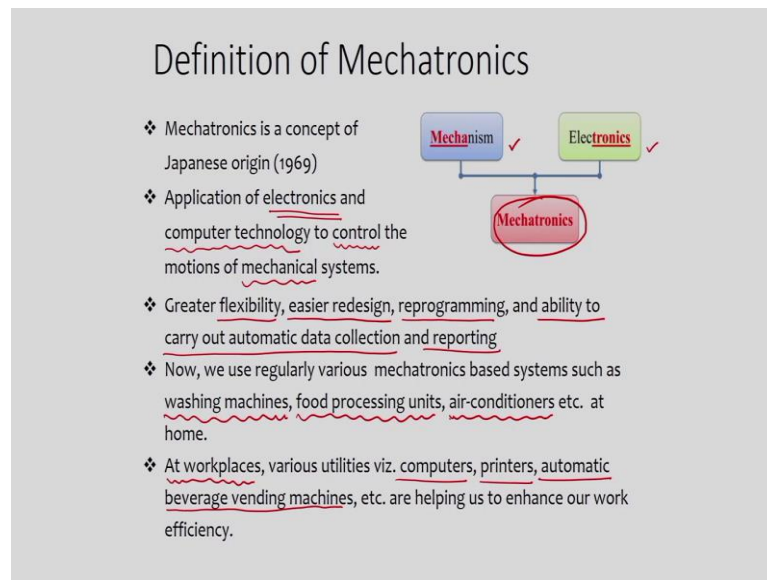 Definition of Mechatronics
❖ Mechatronics is a concept of
Japanese origin (1969)
❖ Application of electronics and
computer technology to control the
motions of mechanical systems.
Mechanism
Electronics
Mechatronics
❖ Greater flexibility, easier redesign, reprogramming, and ability to
carry out automatic data collection and reporting
❖ Now, we use regularly various mechatronics based systems such as
washing machines, food processing units, air-conditioners etc. at
home.
❖ At workplaces, various utilities viz. computers, printers, automatic
beverage vending machines, etc. are helping us to enhance our work
efficiency.